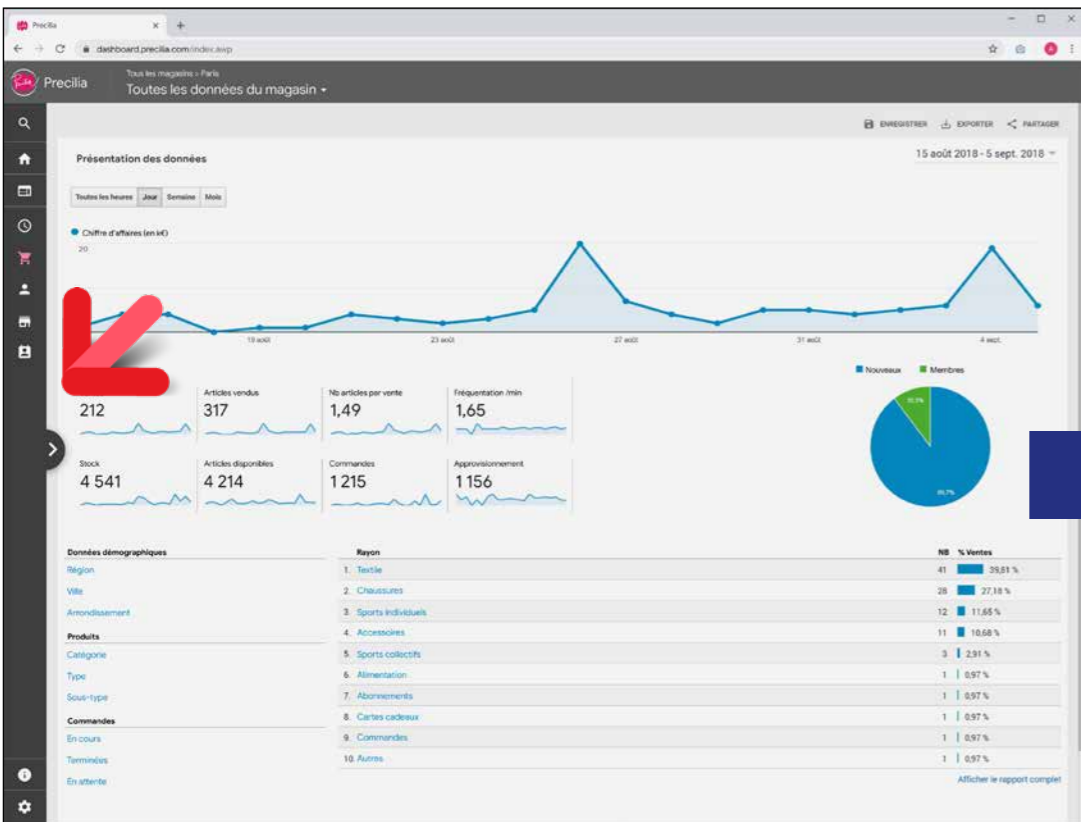 Precilia
dashboard.precilia.com/index.awp
Precilia
Tous les magasins > Paris
Toutes les données du magasin
ENREGISTRER EXPORTER PARTAGER
Présentation des données
15 août 2018 - 5 sept. 2018
Toutes les heures Jour Semaine Mois
Chiffre d'affaires (en k€)
20
19 août 23 août 27 août 31 août 4 sept.
Nouveaux Membres
Articles vendus Nb articles par vente Fréquentation /min
212 317 1,49 1,65
Stock Articles disponibles Commandes Approvisionnement
4 541 4 214 1 215 1 156
Données démographiques
Région
Ville
Arrondissement
Produits
Catégorie
Type
Sous-type
Commandes
En cours
Terminées
En attente
Rayon NB % Ventes
1. Textile 41 39,81 %
2. Chaussures 28 27,18 %
3. Sports individuels 12 11,65 %
4. Accessoires 11 10,68 %
5. Sports collectifs 3 2,91 %
6. Alimentation 1 0,97 %
7. Abonnements 1 0,97 %
8. Cartes cadeaux 1 0,97 %
9. Commandes 1 0,97 %
10. Autres 1 0,97 %
Afficher le rapport complet